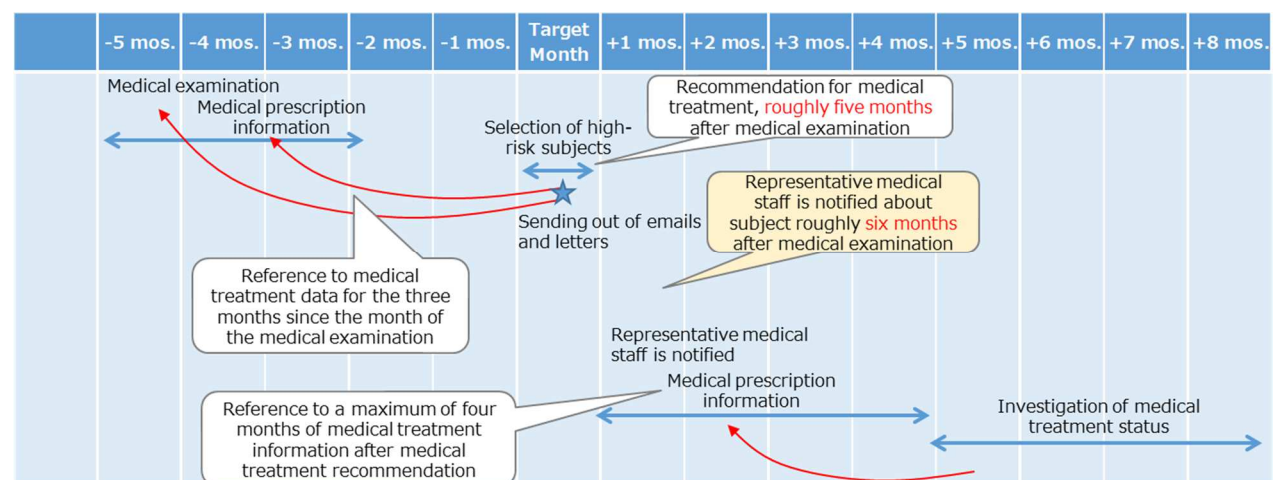 -5 mos. -4 mos. -3 mos. -2 mos. -1 mos. Target Month +1 mos. +2 mos. +3 mos. +4 mos. +5 mos. +6 mos. +7 mos. +8 mos.
Medical examination
Medical prescription
information
Selection of high-
risk subjects
Recommendation for medical
treatment, roughly five months
after medical examination
Representative medical
staff is notified about
subject roughly six months
after medical examination
Sending out of emails
and letters
Reference to medical
treatment data for the three
months since the month of
the medical examination
Representative medical
staff is notified
Medical prescription
information
Reference to a maximum of four
months of medical treatment
information after medical
treatment recommendation
Investigation of medical
treatment status